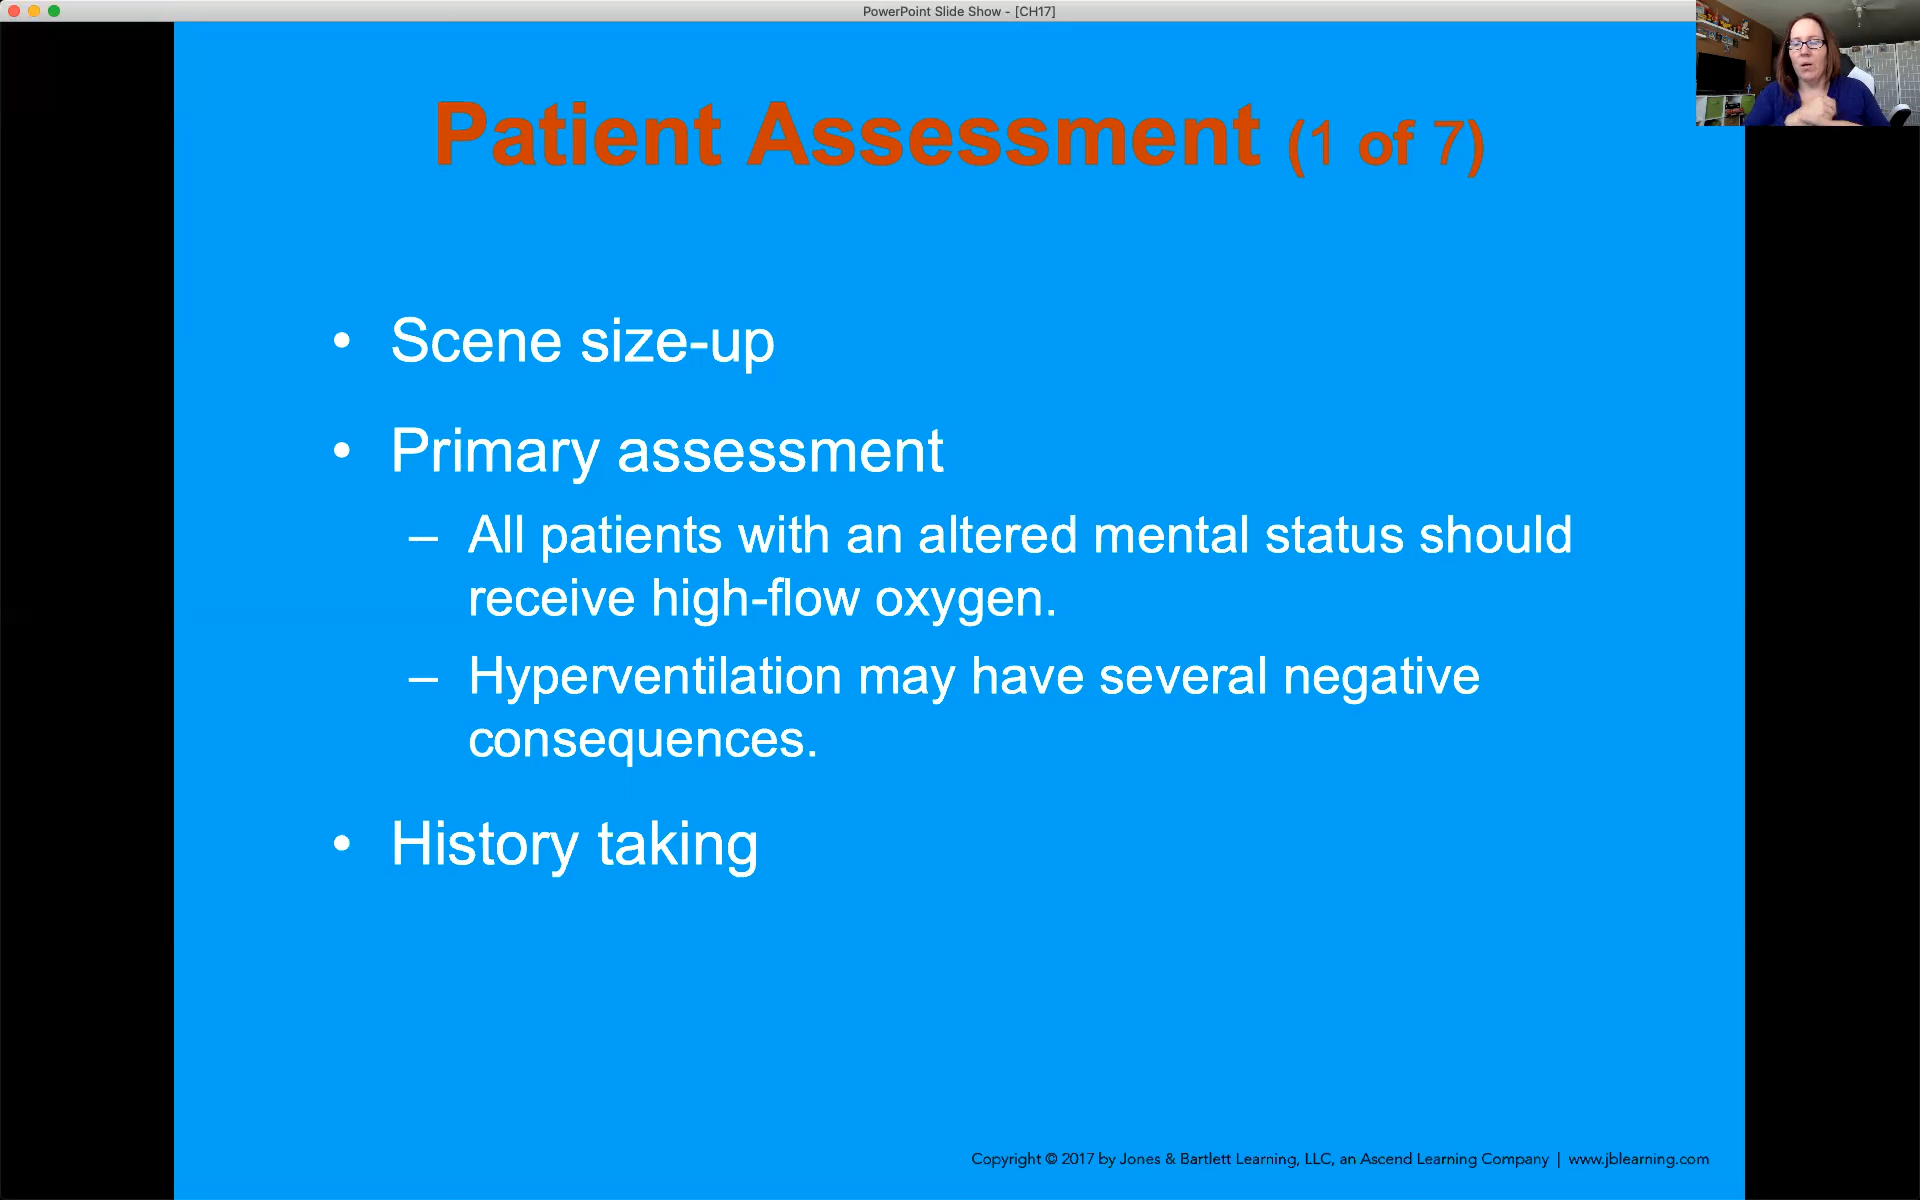 PowerPoint Slide Show - [CH17]
Patient Assessment (1 of 7)
• Scene size-up
• Primary assessment
– All patients with an altered mental status should
receive high-flow oxygen.
– Hyperventilation may have several negative
consequences.
• History taking
Copyright © 2017 by Jones & Bartlett Learning, LLC, an Ascend Learning Company | www.jblearning.com